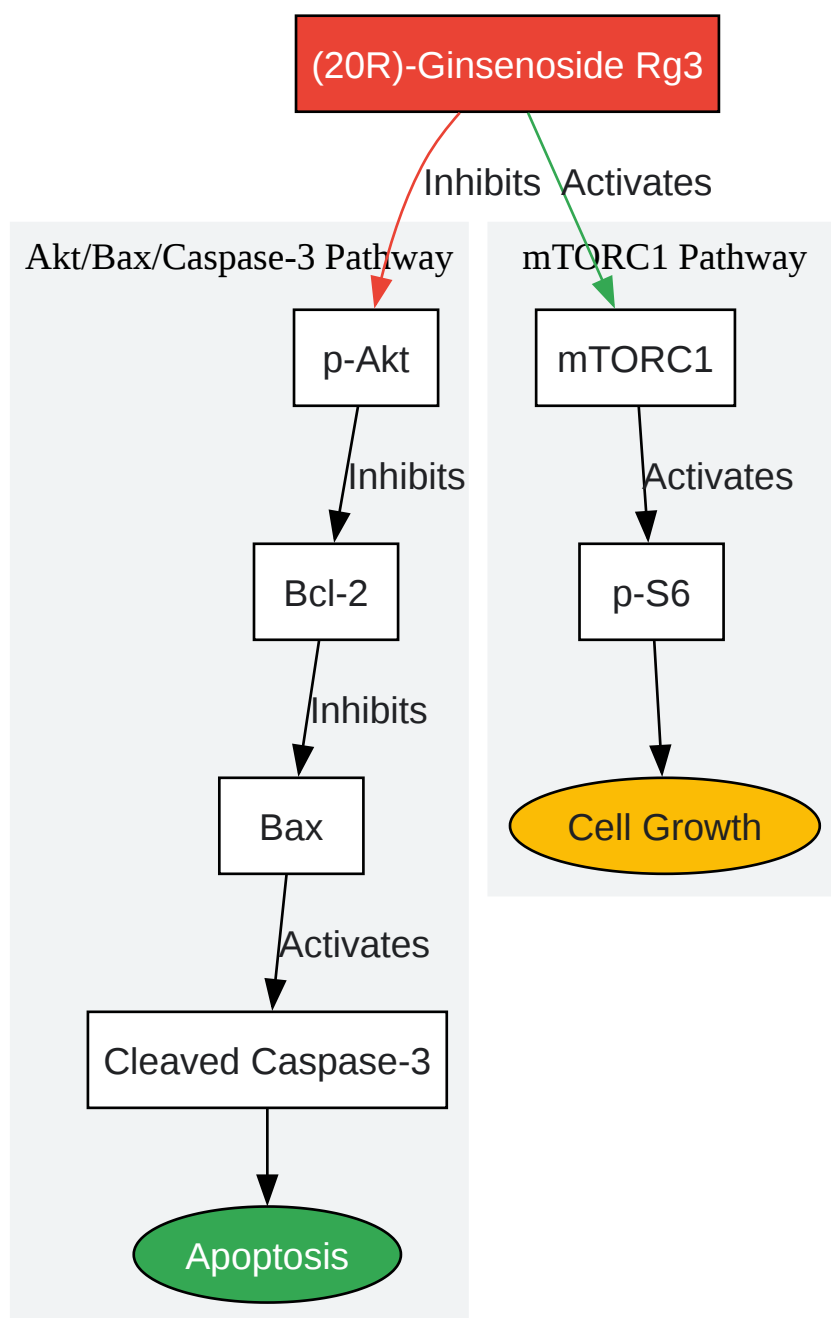 (20R)-Ginsenoside Rg3
Inhibits
Activates
Akt/Bax/Caspase-3 Pathway
mTORC1 Pathway
p-Akt
mTORC1
Inhibits
Activates
Bcl-2
p-S6
Inhibits
Bax
Cell Growth
Activates
Cleaved Caspase-3
Apoptosis